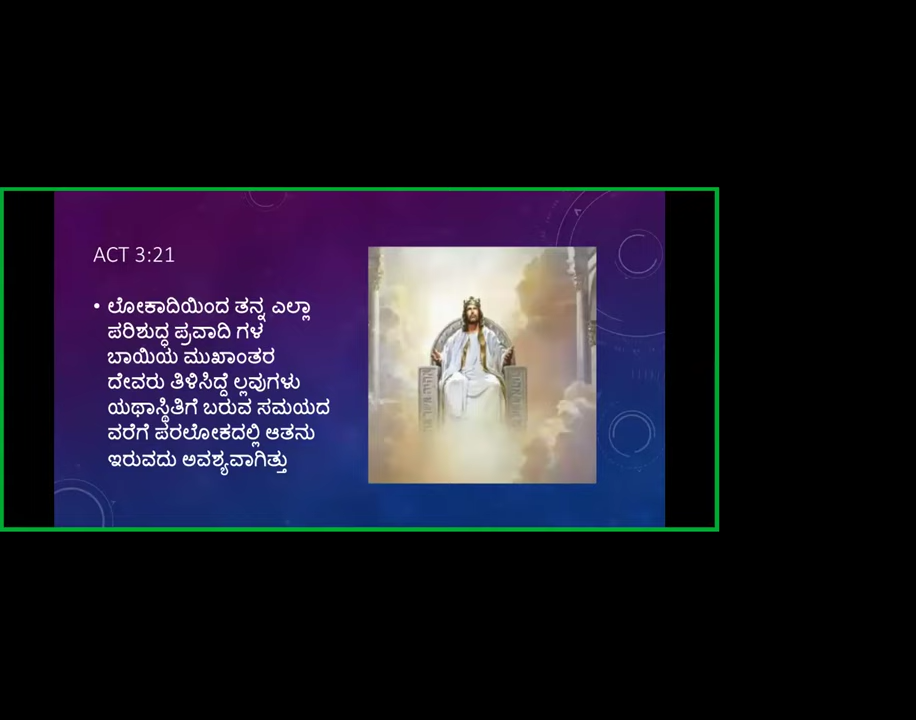 ACT 3:21
• ಲೋಕಾದಿಯಿಂದ ತನ್ನ ಎಲ್ಲಾ
ಪರಿಶುದ್ಧ ಪ್ರವಾದಿ ಗಳ
ಬಾಯಿಯ ಮುಖಾಂತರ
ದೇವರು ತಿಳಿಸಿದ್ದೆ ಲ್ಲವುಗಳು
ಯಥಾಸ್ಥಿತಿಗೆ ಬರುವ ಸಮಯದ
ವರೆಗೆ ಪರಲೋಕದಲ್ಲಿ ಆತನು
ಇರುವದು ಅವಶ್ಯವಾಗಿತ್ತು